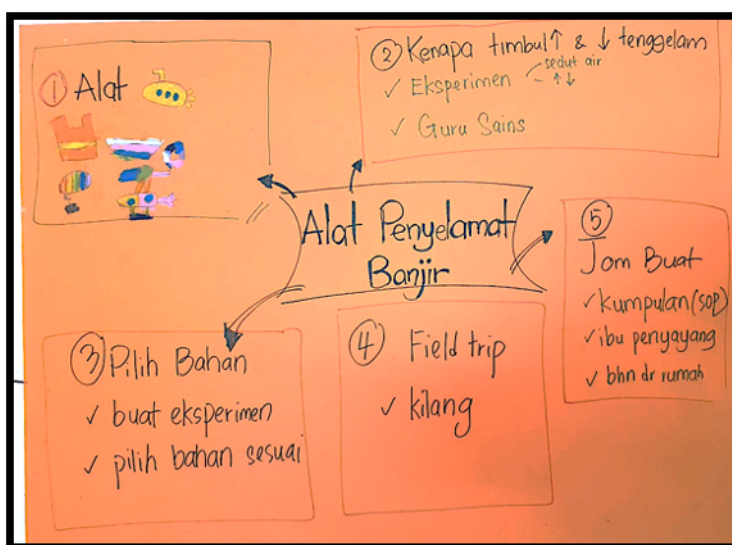 ① Alat
② Kenapa timbul↑ & ↓ tenggelam
✓ Eksperimen
sedut air
- ↑↓
✓ Guru Sains
Alat Penyelamat
Banjir
③ Pilih Bahan
✓ buat eksperimen
✓ pilih bahan sesuai
④ Field trip
✓ kilang
⑤
Jom Buat
✓ kumpulan (sop)
✓ ibu penyayang
✓ bhn dr rumah